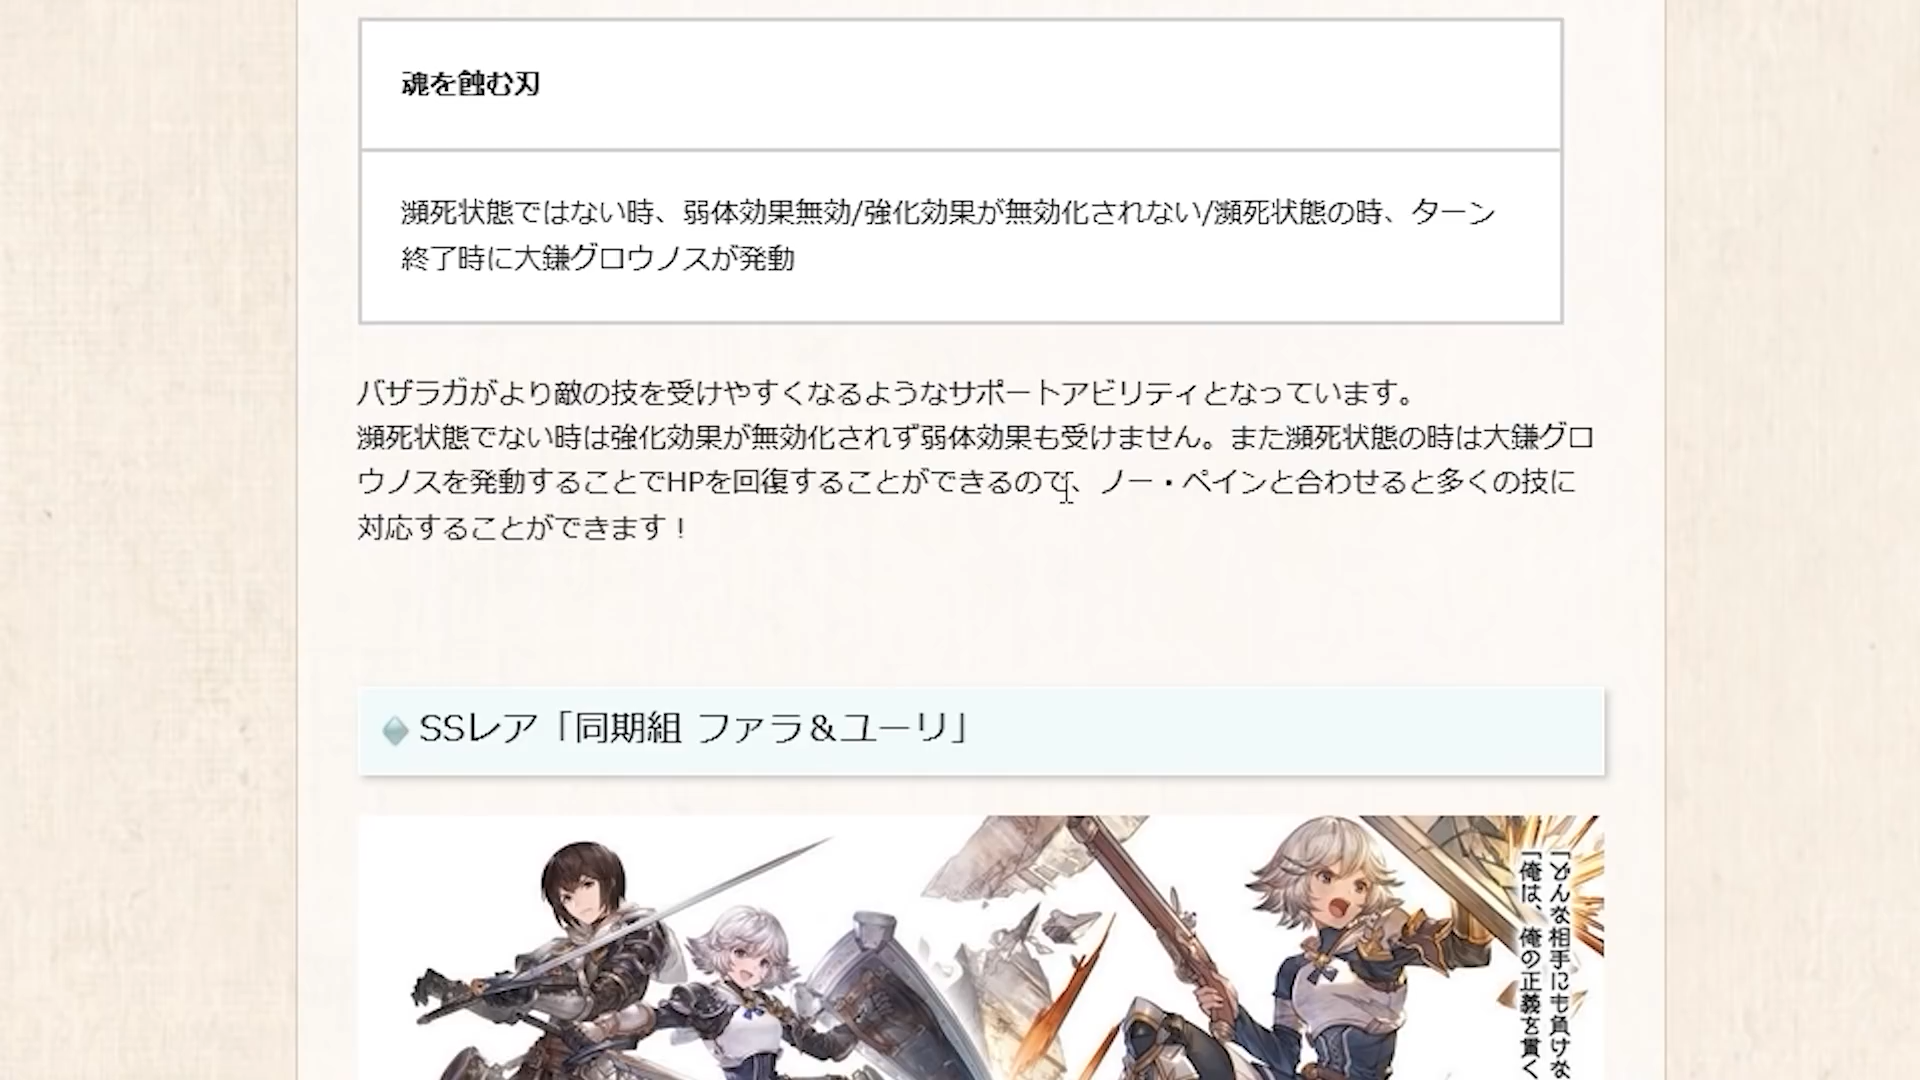 魂を蝕む刃
瀕死状態ではない時、弱体効果無効/強化効果が無効化されない/瀕死状態の時、ターン
終了時に大鎌グロウノスが発動
バザラガがより敵の技を受けやすくなるようなサポートアビリティとなっています。
瀕死状態でない時は強化効果が無効化されず弱体効果も受けません。また瀕死状態の時は大鎌グロ
ウノスを発動することでHPを回復することができるので、ノー・ペインと合わせると多くの技に
対応することができます！
SSレア「同期組 ファラ＆ユーリ」
「どんな相手にも負けな
「俺は、俺の正義を貫く